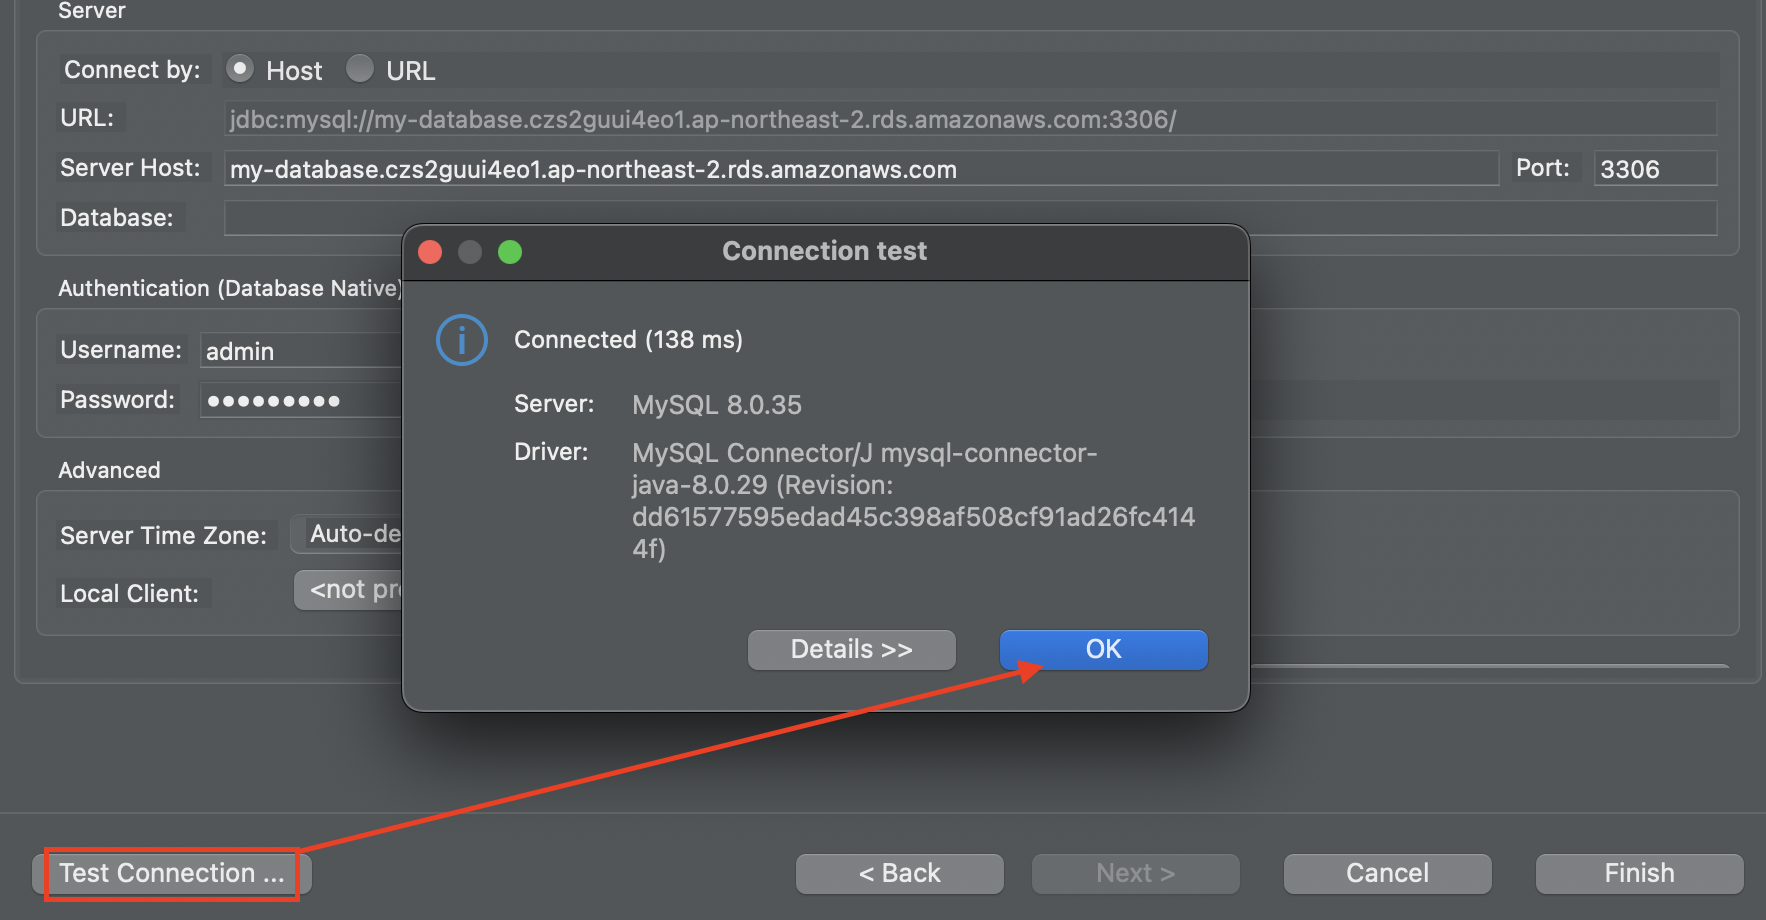 Server
Connect by: Host URL
URL: jdbc:mysql://my-database.czs2guui4eo1.ap-northeast-2.rds.amazonaws.com:3306/
Server Host: my-database.czs2guui4eo1.ap-northeast-2.rds.amazonaws.com Port: 3306
Database:
Connection test
Authentication (Database Native)
Connected (138 ms)
Username: admin
Password: •••••••••
Server: MySQL 8.0.35
Driver: MySQL Connector/J mysql-connector-
java-8.0.29 (Revision:
dd61577595edad45c398af508cf91ad26fc414
4f)
Advanced
Server Time Zone: Auto-de
Local Client: <not pr
Details >> OK
Test Connection ... < Back Next > Cancel Finish